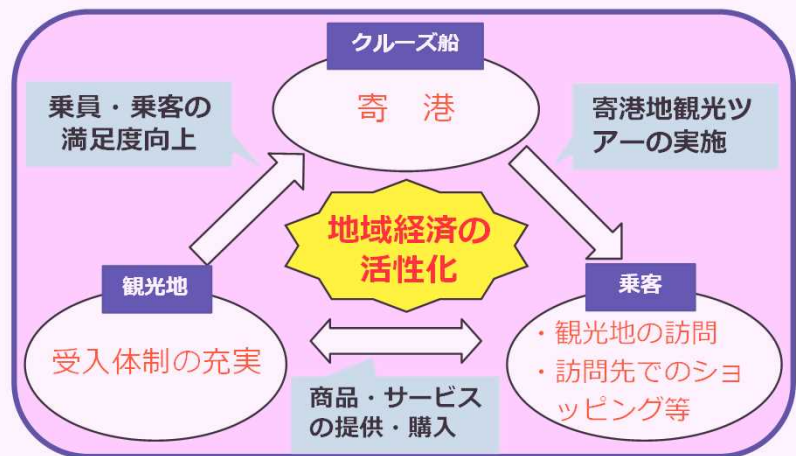 クルーズ船
寄　港
乗員・乗客の
満足度向上
寄港地観光ツ
アーの実施
地域経済の
活性化
観光地
受入体制の充実
乗客
・観光地の訪問
・訪問先でのショ
ッピング等
商品・サービス
の提供・購入